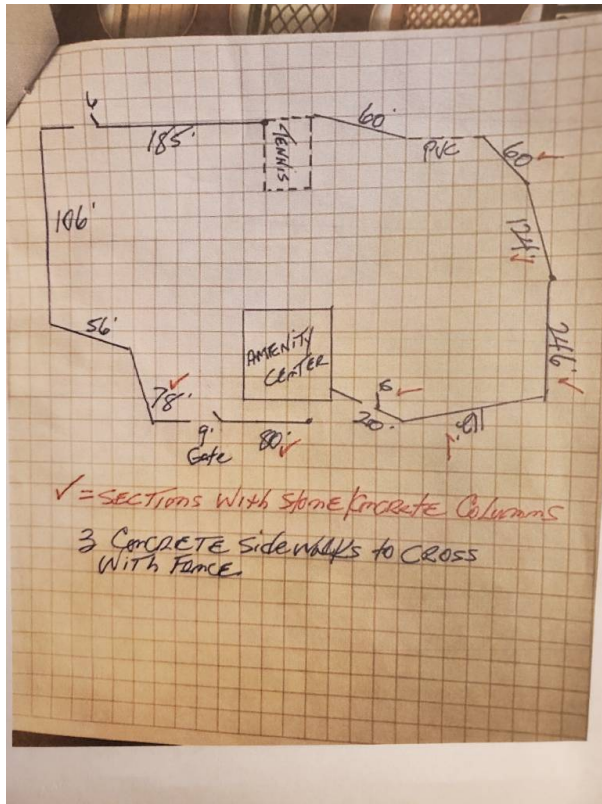 6
185'
TENNIS
60'
PVC
60'
106'
124'
56'
246'
AMENITY
CENTER
78'
6
9'
Gate
80'
20'
✓ = SECTIONS With Stone/Concrete Columns
3 CONCRETE Sidewalks to CROSS
WITH FENCE.